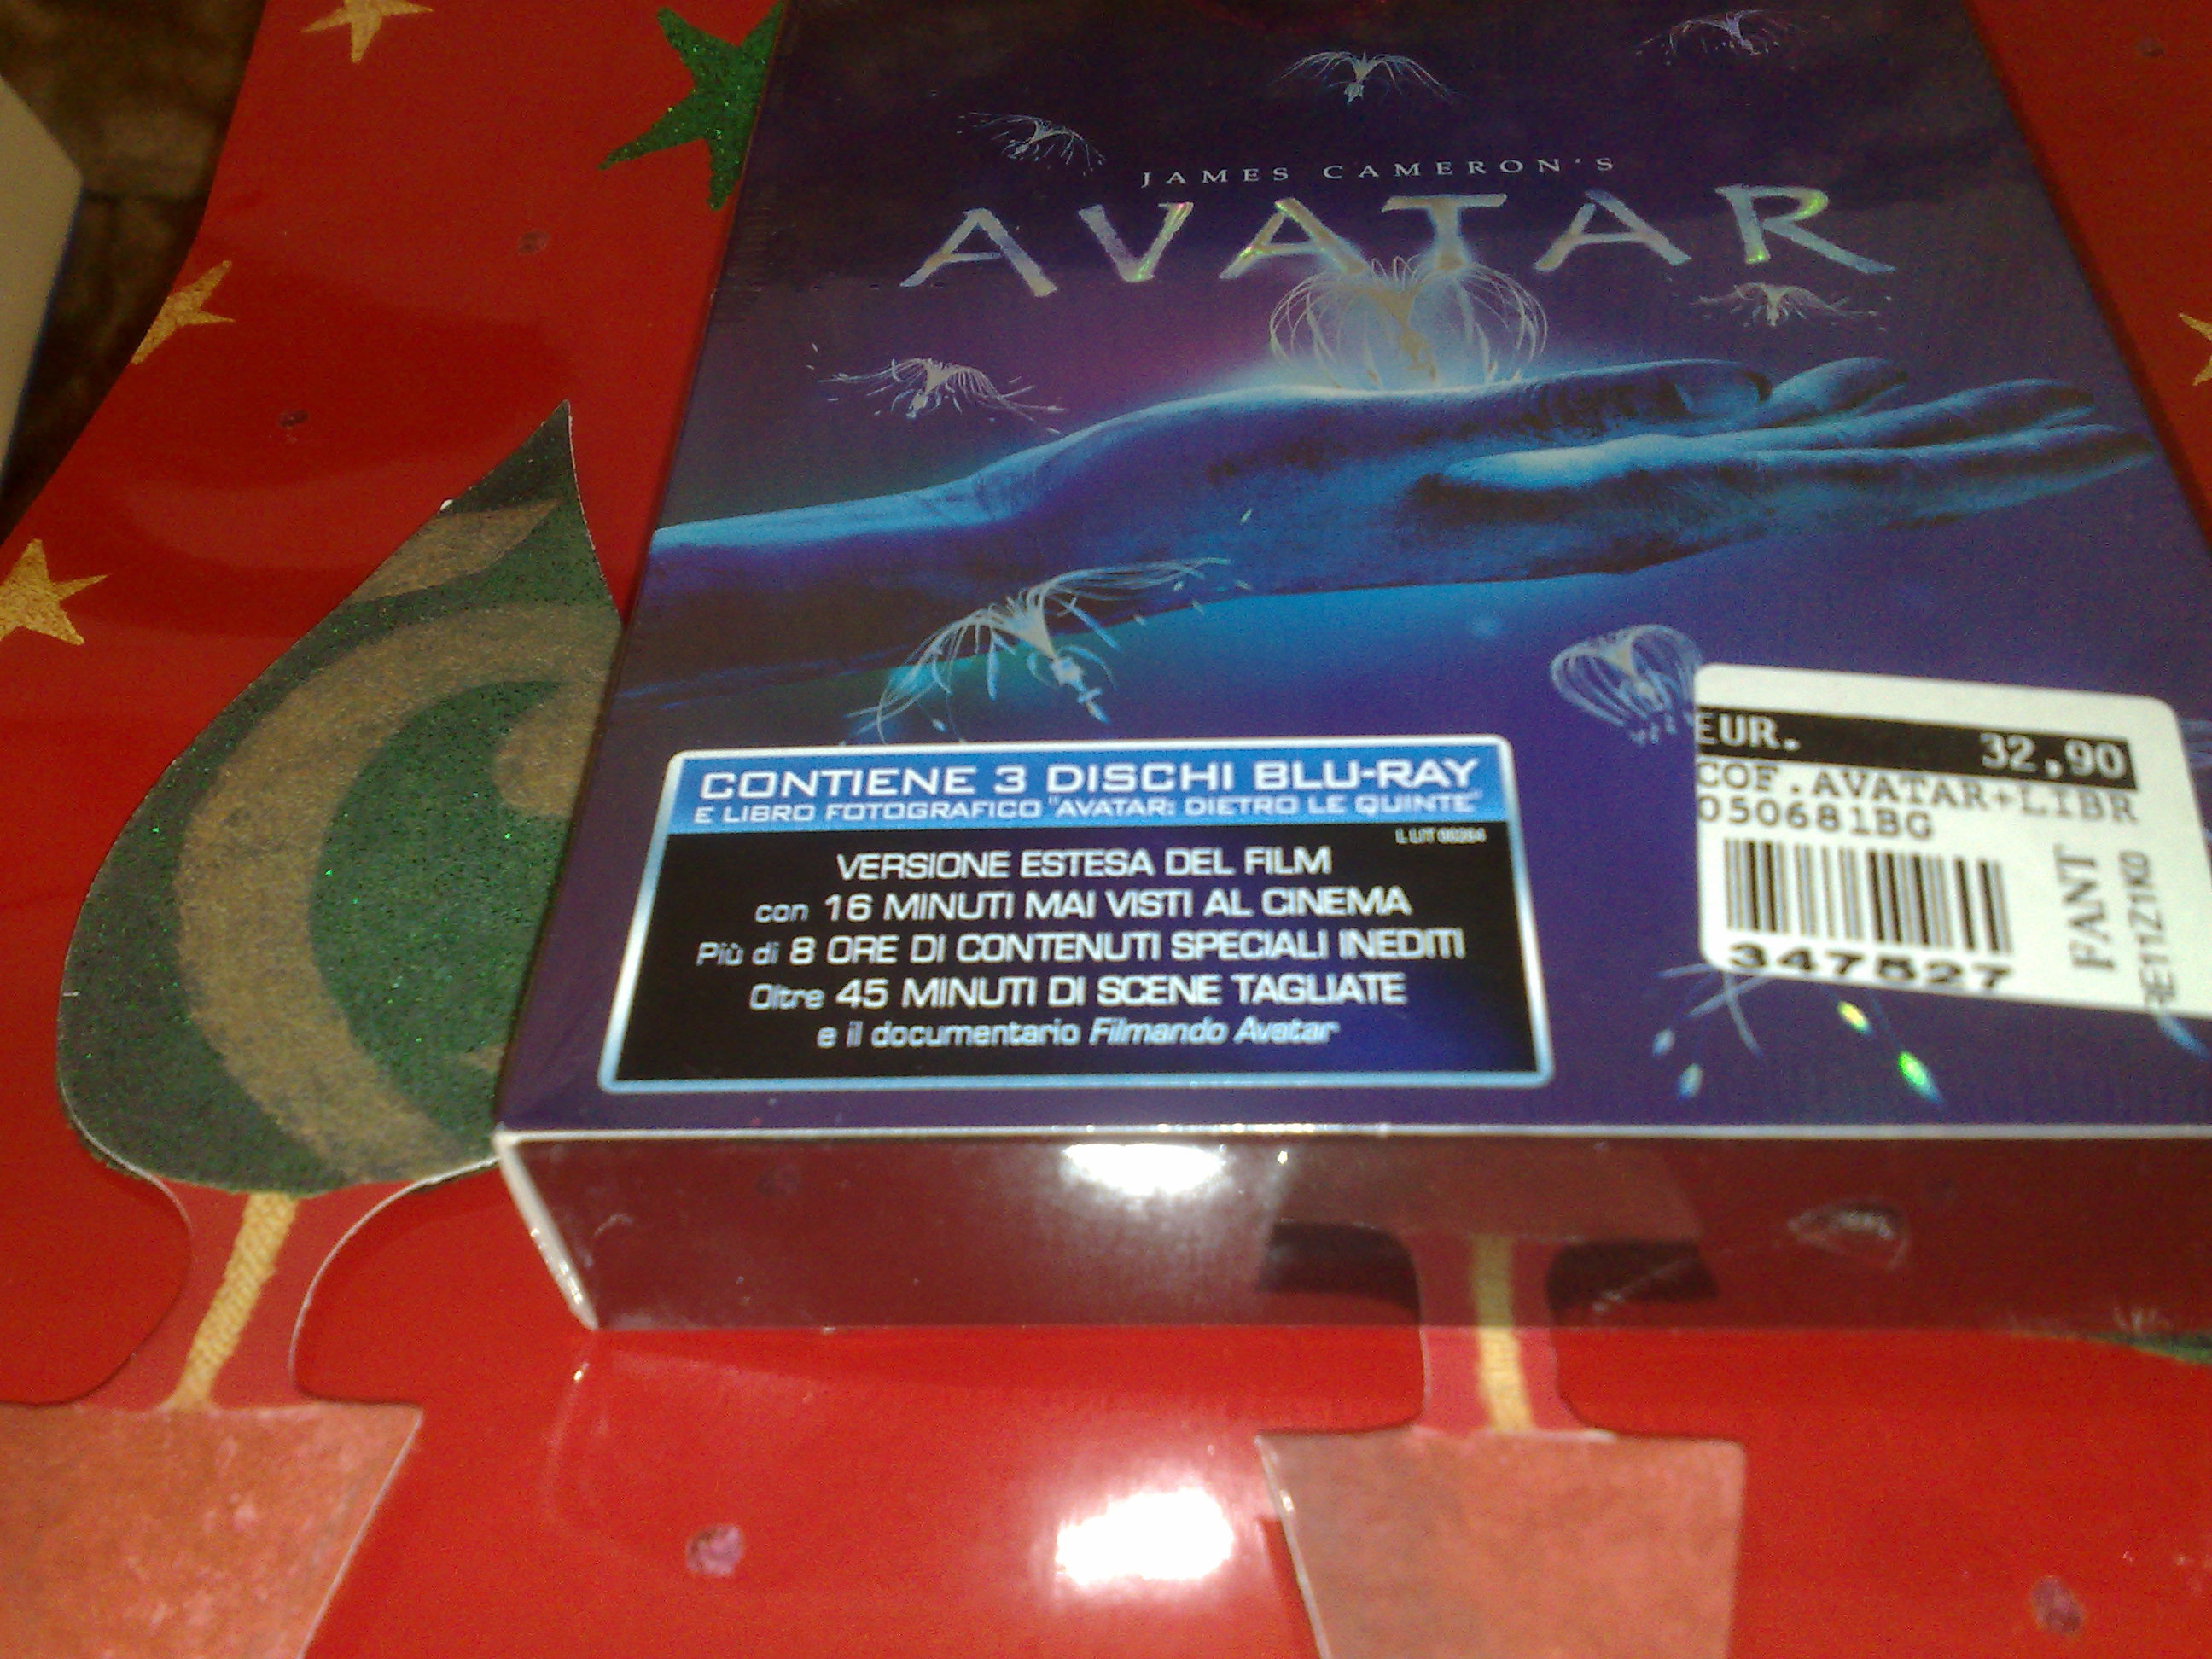 JAMES CAMERON'S
AVATAR
CONTIENE 3 DISCHI BLU-RAY
E LIBRO FOTOGRAFICO "AVATAR: DIETRO LE QUINTE"
VERSIONE ESTESA DEL FILM
con 16 MINUTI MAI VISTI AL CINEMA
Più di 8 ORE DI CONTENUTI SPECIALI INEDITI
Oltre 45 MINUTI DI SCENE TAGLIATE
e il documentario Filmando Avatar
EUR. 32,90
COF.AVATAR+LIBR
050681BG
347527
FANT